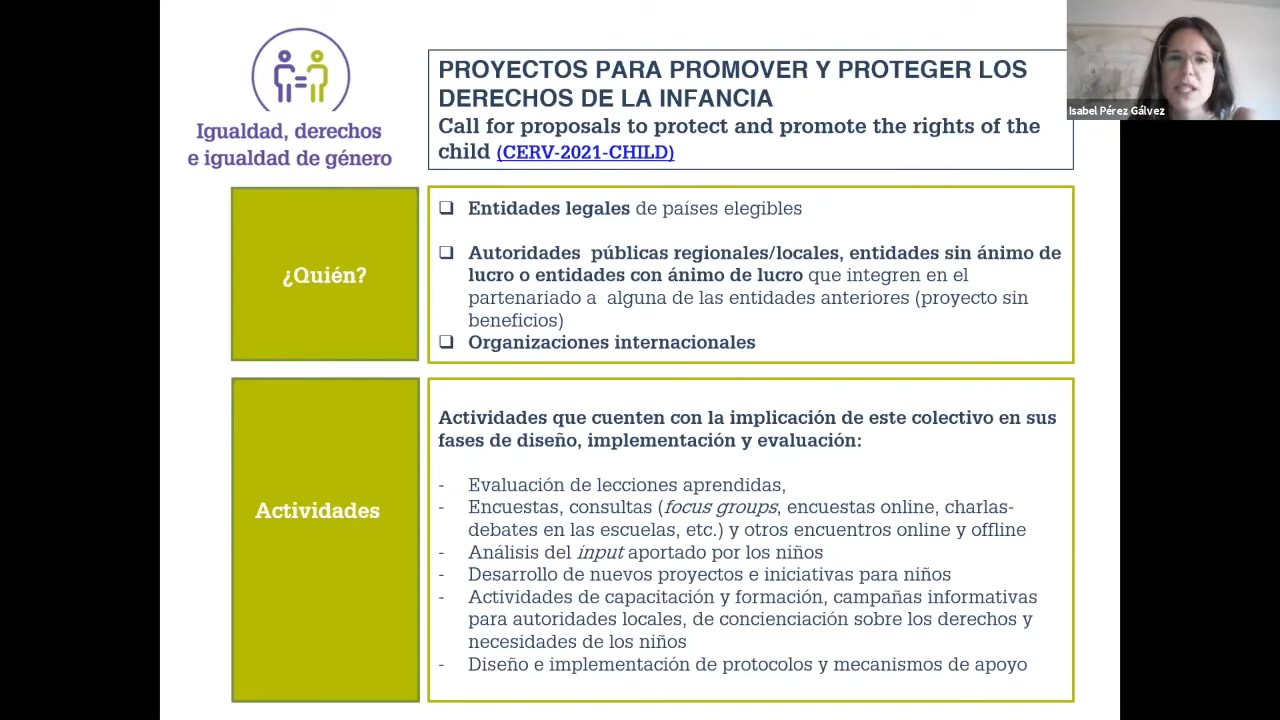 Igualdad, derechos
e igualdad de género
PROYECTOS PARA PROMOVER Y PROTEGER LOS
DERECHOS DE LA INFANCIA
Call for proposals to protect and promote the rights of the
child (CERV-2021-CHILD)
Isabel Pérez Gálvez
¿Quién?
❑ Entidades legales de países elegibles
❑ Autoridades públicas regionales/locales, entidades sin ánimo de
lucro o entidades con ánimo de lucro que integren en el
partenariado a alguna de las entidades anteriores (proyecto sin
beneficios)
❑ Organizaciones internacionales
Actividades
Actividades que cuenten con la implicación de este colectivo en sus
fases de diseño, implementación y evaluación:
- Evaluación de lecciones aprendidas,
- Encuestas, consultas (focus groups, encuestas online, charlas-
debates en las escuelas, etc.) y otros encuentros online y offline
- Análisis del input aportado por los niños
- Desarrollo de nuevos proyectos e iniciativas para niños
- Actividades de capacitación y formación, campañas informativas
para autoridades locales, de concienciación sobre los derechos y
necesidades de los niños
- Diseño e implementación de protocolos y mecanismos de apoyo